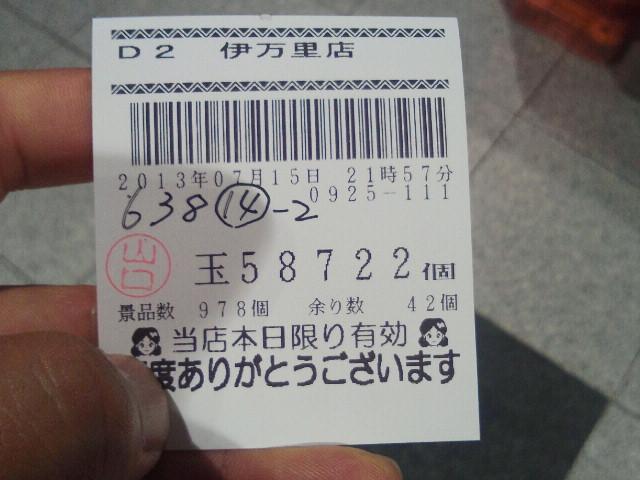 D2 伊万里店
2013年07月15日 21時57分
0925-111
638 14-2
山口
玉58722個
景品数 978個 余り数 42個
当店本日限り有効
度ありがとうございます